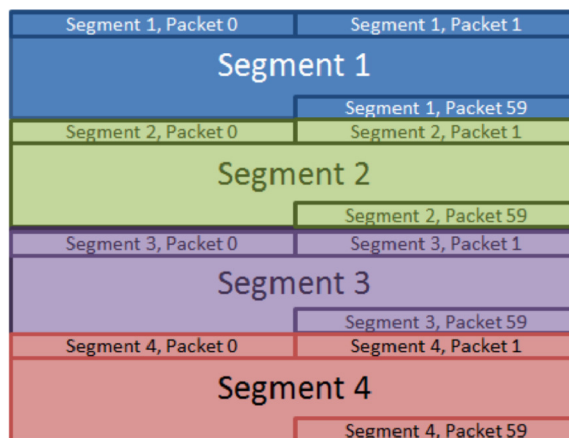 Segment 1, Packet 0 Segment 1, Packet 1
Segment 1
Segment 1, Packet 59
Segment 2, Packet 0 Segment 2, Packet 1
Segment 2
Segment 2, Packet 59
Segment 3, Packet 0 Segment 3, Packet 1
Segment 3
Segment 3, Packet 59
Segment 4, Packet 0 Segment 4, Packet 1
Segment 4
Segment 4, Packet 59